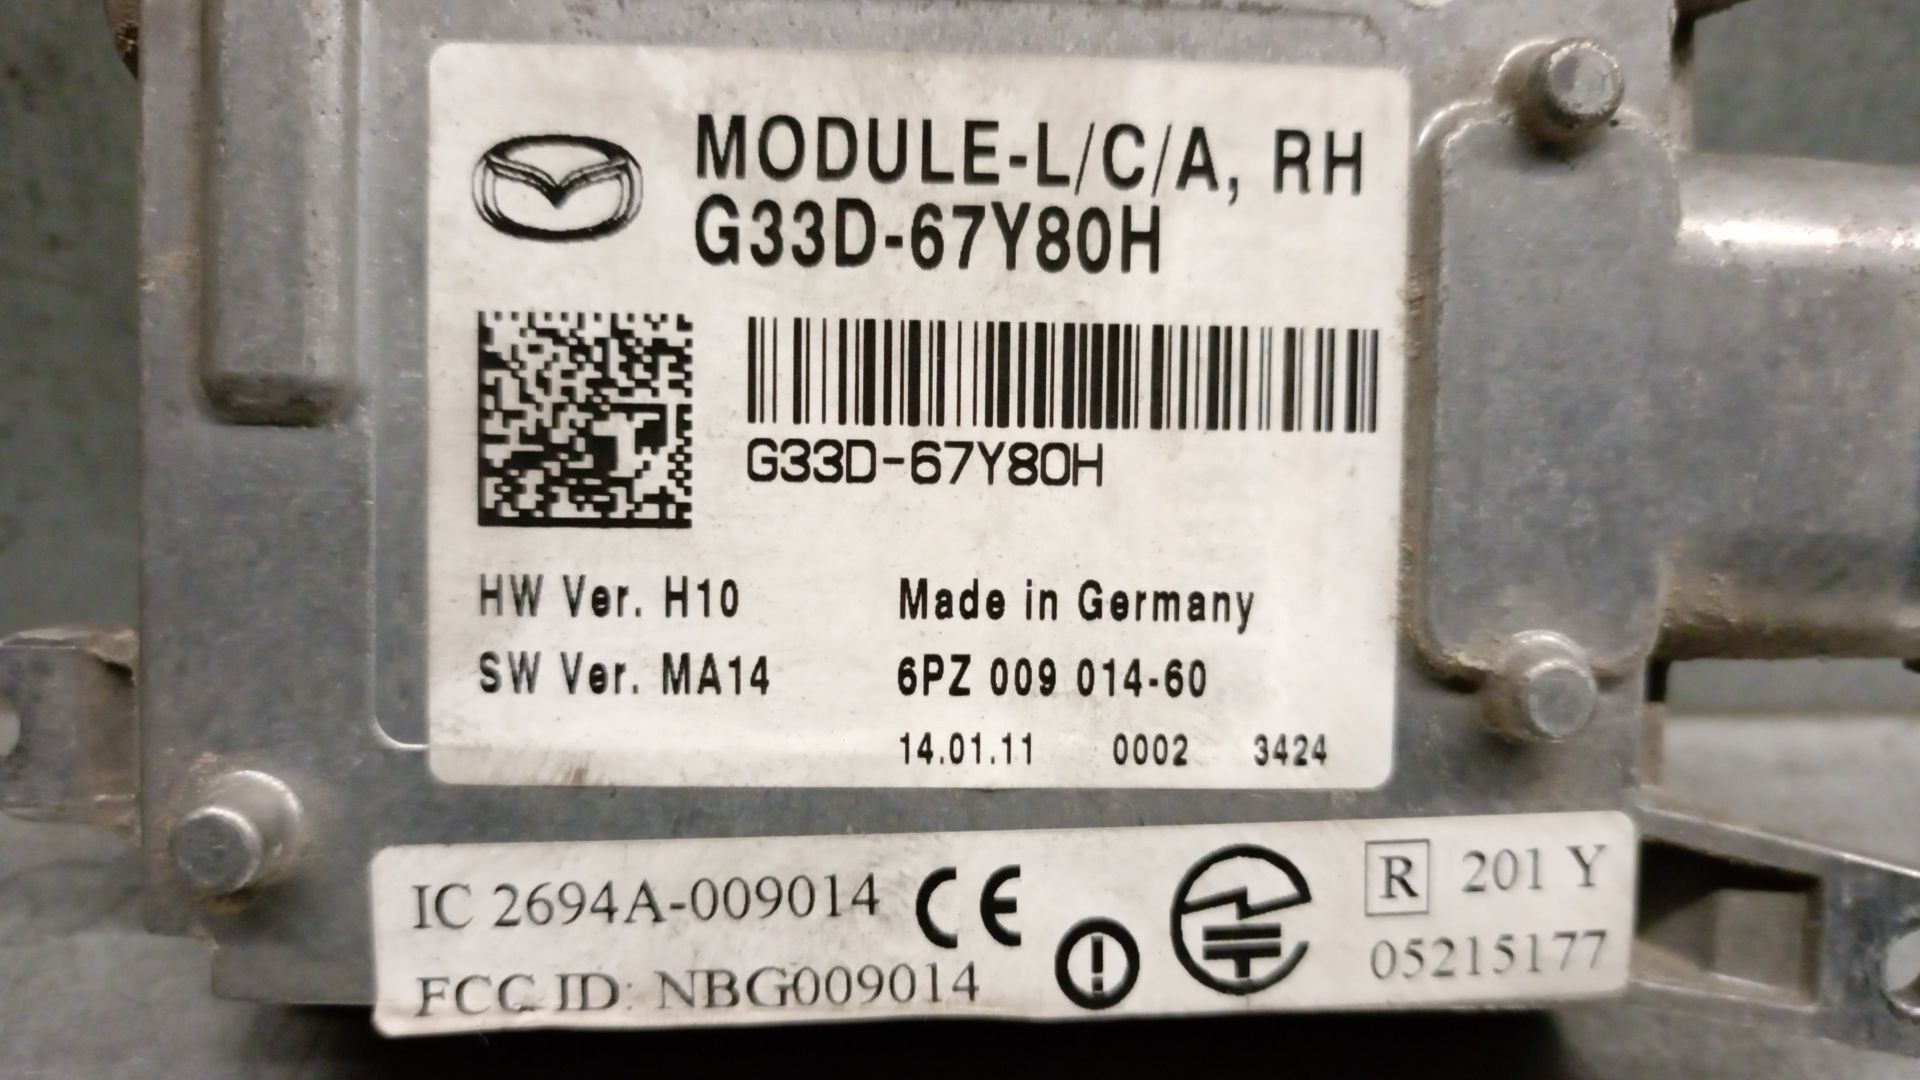 MODULE-L/C/A, RH
G33D-67Y80H
G33D-67Y80H
HW Ver. H10 Made in Germany
SW Ver. MA14 6PZ 009 014-60
14.01.11 0002 3424
IC 2694A-009014 CE R 201 Y
FCC ID: NBG009014 05215177